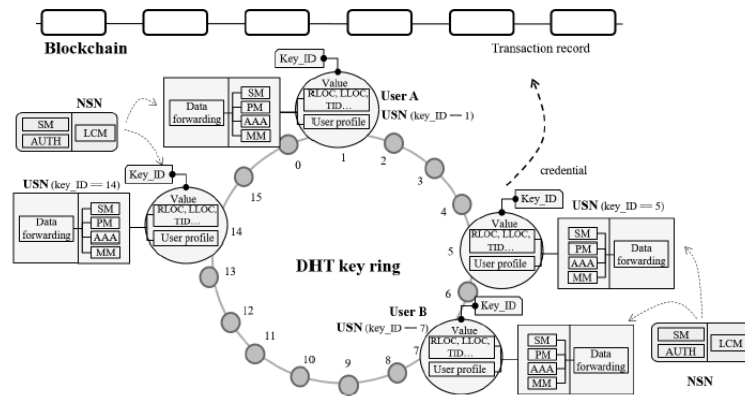 Blockchain
Transaction record
Key_ID
Value
RLOC, LLOC,
TID...
User profile
User A
USN (key_ID == 1)
Data
forwarding
SM
PM
AAA
MM
NSN
SM
AUTH
LCM
Key_ID
USN (key_ID == 14)
Value
RLOC, LLOC,
TID...
User profile
Data
forwarding
SM
PM
AAA
MM
credential
Key_ID
USN (key_ID == 5)
Value
RLOC, LLOC,
TID...
User profile
SM
PM
AAA
MM
Data
forwarding
DHT key ring
0
1
2
3
4
5
6
7
8
9
10
11
12
13
14
15
User B
USN (key_ID == 7)
Key_ID
Value
RLOC, LLOC,
TID...
User profile
SM
PM
AAA
MM
Data
forwarding
SM
AUTH
LCM
NSN